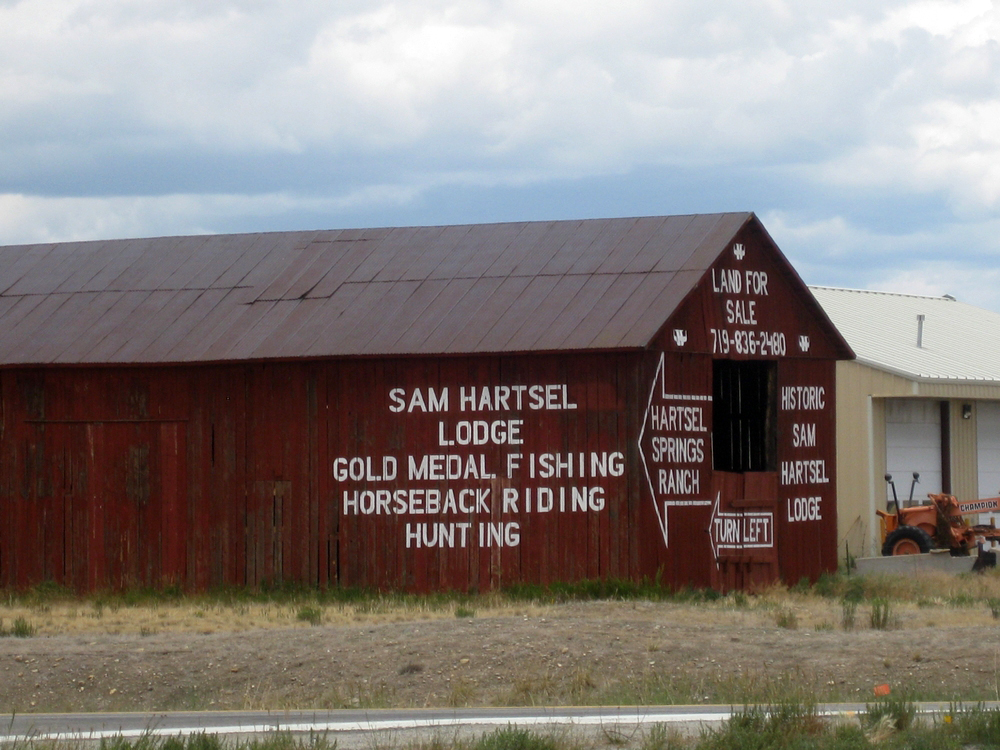 SAM HARTSEL
LODGE
GOLD MEDAL FISHING
HORSEBACK RIDING
HUNTING
LAND FOR
SALE
719-836-2480
HARTSEL
SPRINGS
RANCH
TURN LEFT
HISTORIC
SAM
HARTSEL
LODGE
CHAMPION